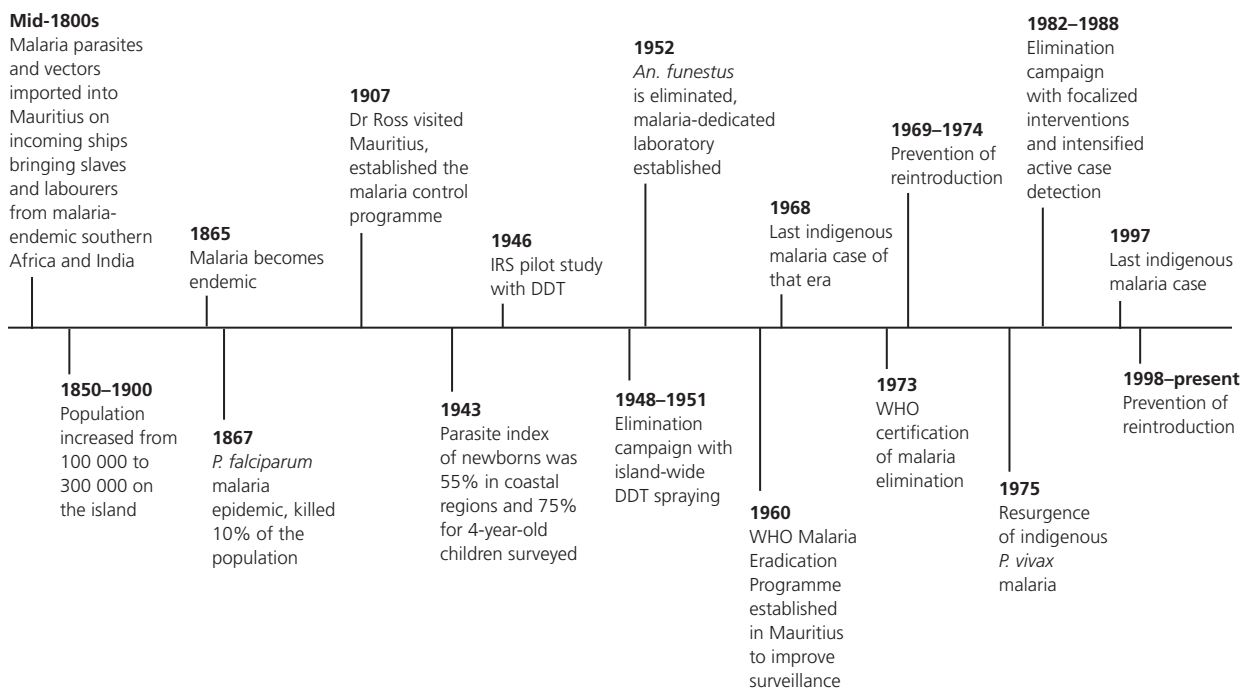 Mid-1800s
Malaria parasites
and vectors
imported into
Mauritius on
incoming ships
bringing slaves
and labourers
from malaria-
endemic southern
Africa and India
1850–1900
Population
increased from
100 000 to
300 000 on
the island
1865
Malaria becomes
endemic
1867
P. falciparum
malaria
epidemic, killed
10% of the
population
1907
Dr Ross visited
Mauritius,
established the
malaria control
programme
1943
Parasite index
of newborns was
55% in coastal
regions and 75%
for 4-year-old
children surveyed
1946
IRS pilot study
with DDT
1948–1951
Elimination
campaign with
island-wide
DDT spraying
1952
An. funestus
is eliminated,
malaria-dedicated
laboratory
established
1960
WHO Malaria
Eradication
Programme
established
in Mauritius
to improve
surveillance
1968
Last indigenous
malaria case of
that era
1973
WHO
certification
of malaria
elimination
1969–1974
Prevention of
reintroduction
1975
Resurgence
of indigenous
P. vivax
malaria
1982–1988
Elimination
campaign
with focalized
interventions
and intensified
active case
detection
1997
Last indigenous
malaria case
1998–present
Prevention of
reintroduction